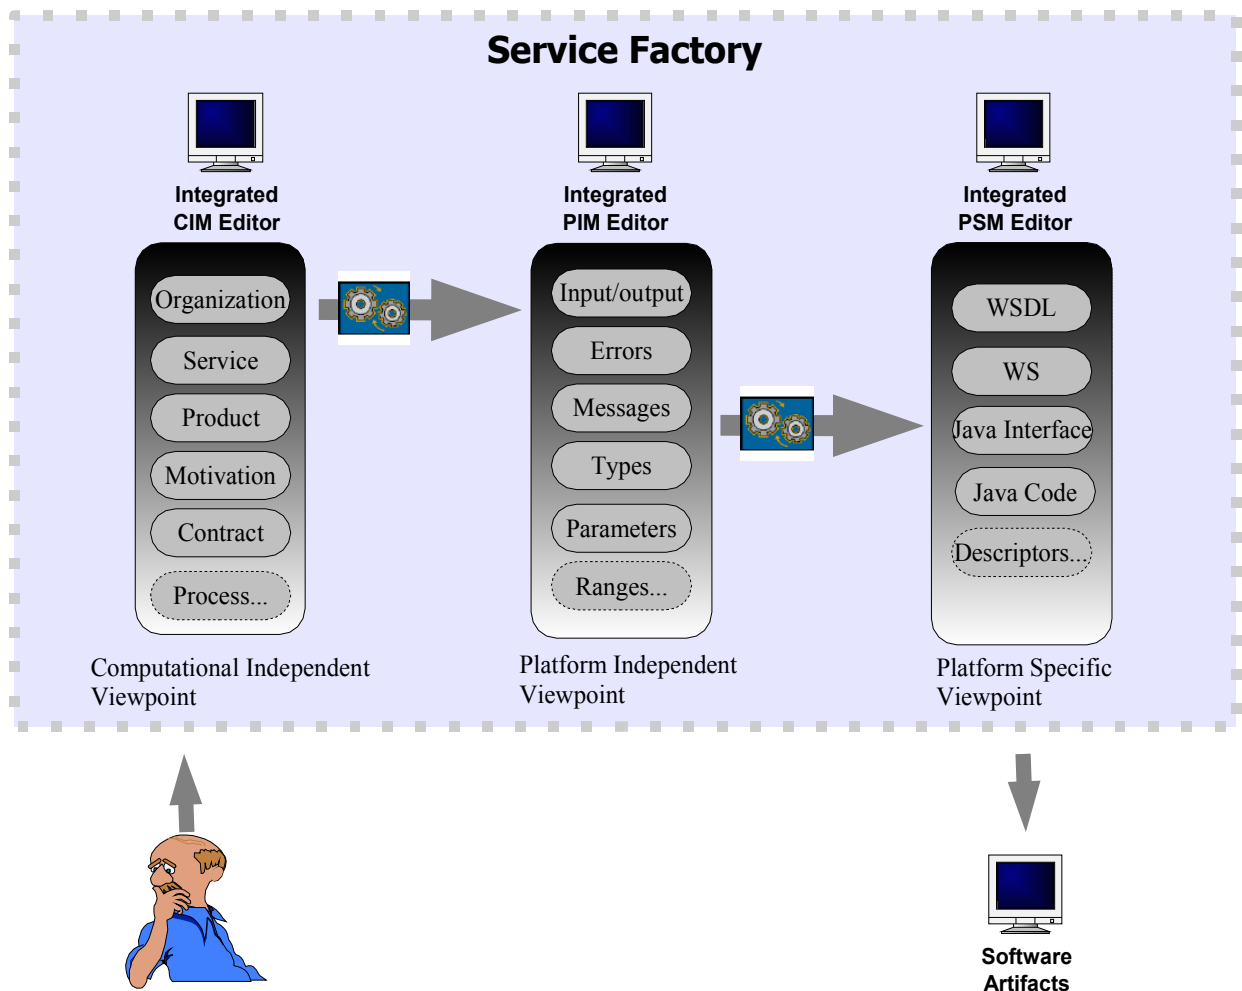 Service Factory
Integrated
CIM Editor
Organization
Service
Product
Motivation
Contract
Process...
Computational Independent
Viewpoint
Integrated
PIM Editor
Input/output
Errors
Messages
Types
Parameters
Ranges...
Platform Independent
Viewpoint
Integrated
PSM Editor
WSDL
WS
Java Interface
Java Code
Descriptors...
Platform Specific
Viewpoint
Software
Artifacts